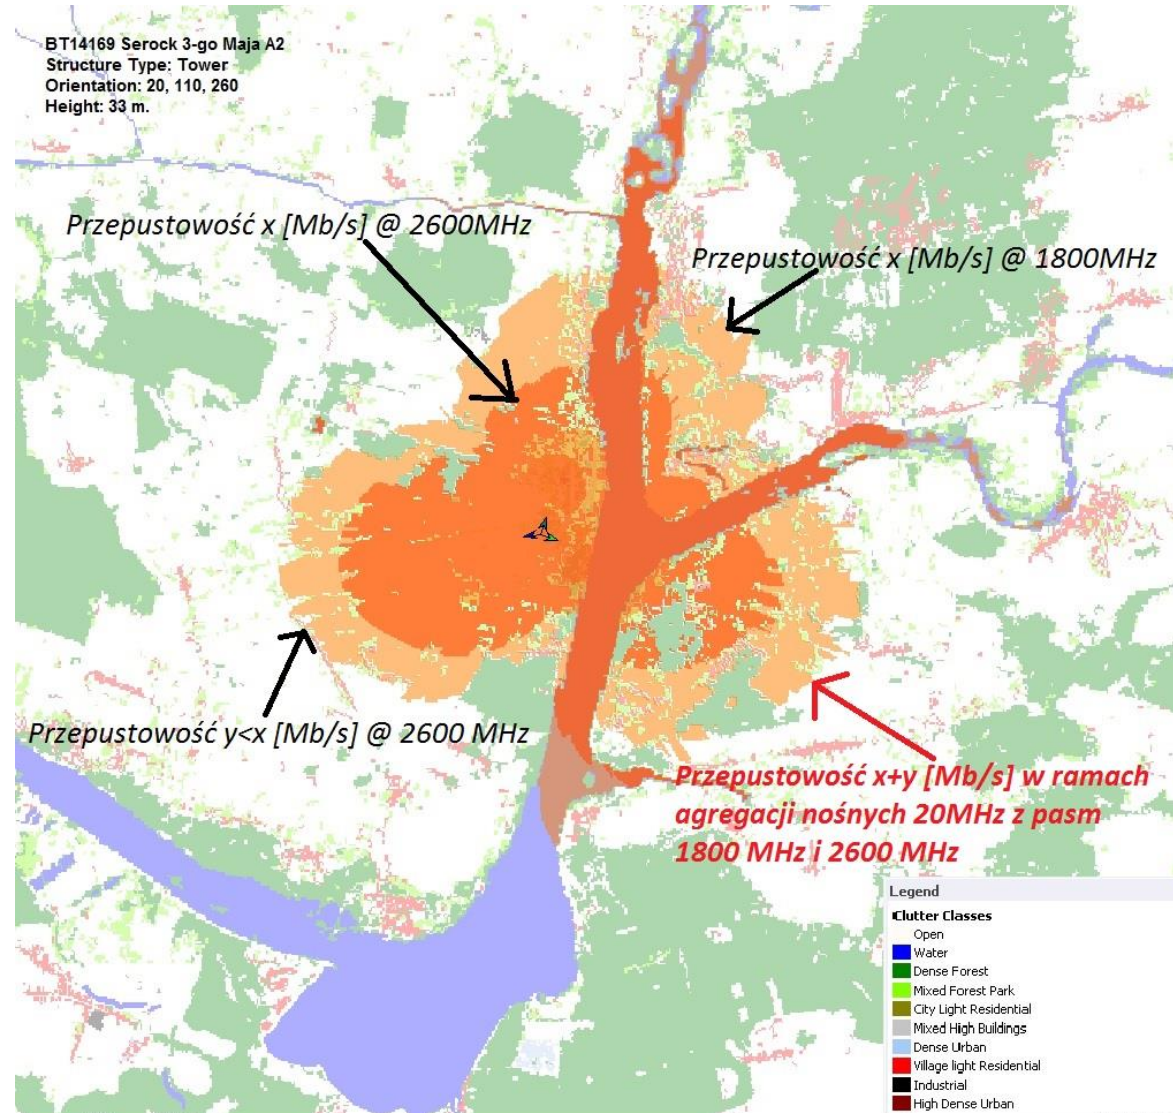 BT14169 Serock 3-go Maja A2
Structure Type: Tower
Orientation: 20, 110, 260
Height: 33 m.
Przepustowość x [Mb/s] @ 2600MHz
Przepustowość x [Mb/s] @ 1800MHz
Przepustowość y<x [Mb/s] @ 2600 MHz
Przepustowość x+y [Mb/s] w ramach
agregacji nośnych 20MHz z pasm
1800 MHz i 2600 MHz
Legend
Clutter Classes
Open
Water
Dense Forest
Mixed Forest Park
City Light Residential
Mixed High Buildings
Dense Urban
Village light Residential
Industrial
High Dense Urban